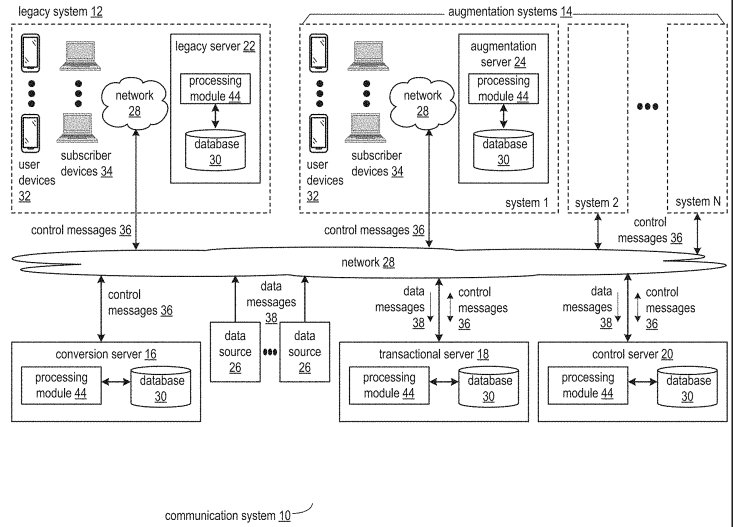 legacy system 12
augmentation systems 14
legacy server 22
processing
module 44
database
30
network
28
user
devices
32
subscriber
devices 34
augmentation
server 24
processing
module 44
database
30
network
28
user
devices
32
subscriber
devices 34
system 1
system 2
system N
control messages 36
control messages 36
control
messages 36
network 28
control
messages 36
data
messages
38
data
messages
38
control
messages
36
data
messages
38
control
messages
36
conversion server 16
processing
module 44
database
30
data
source
26
data
source
26
transactional server 18
processing
module 44
database
30
control server 20
processing
module 44
database
30
communication system 10